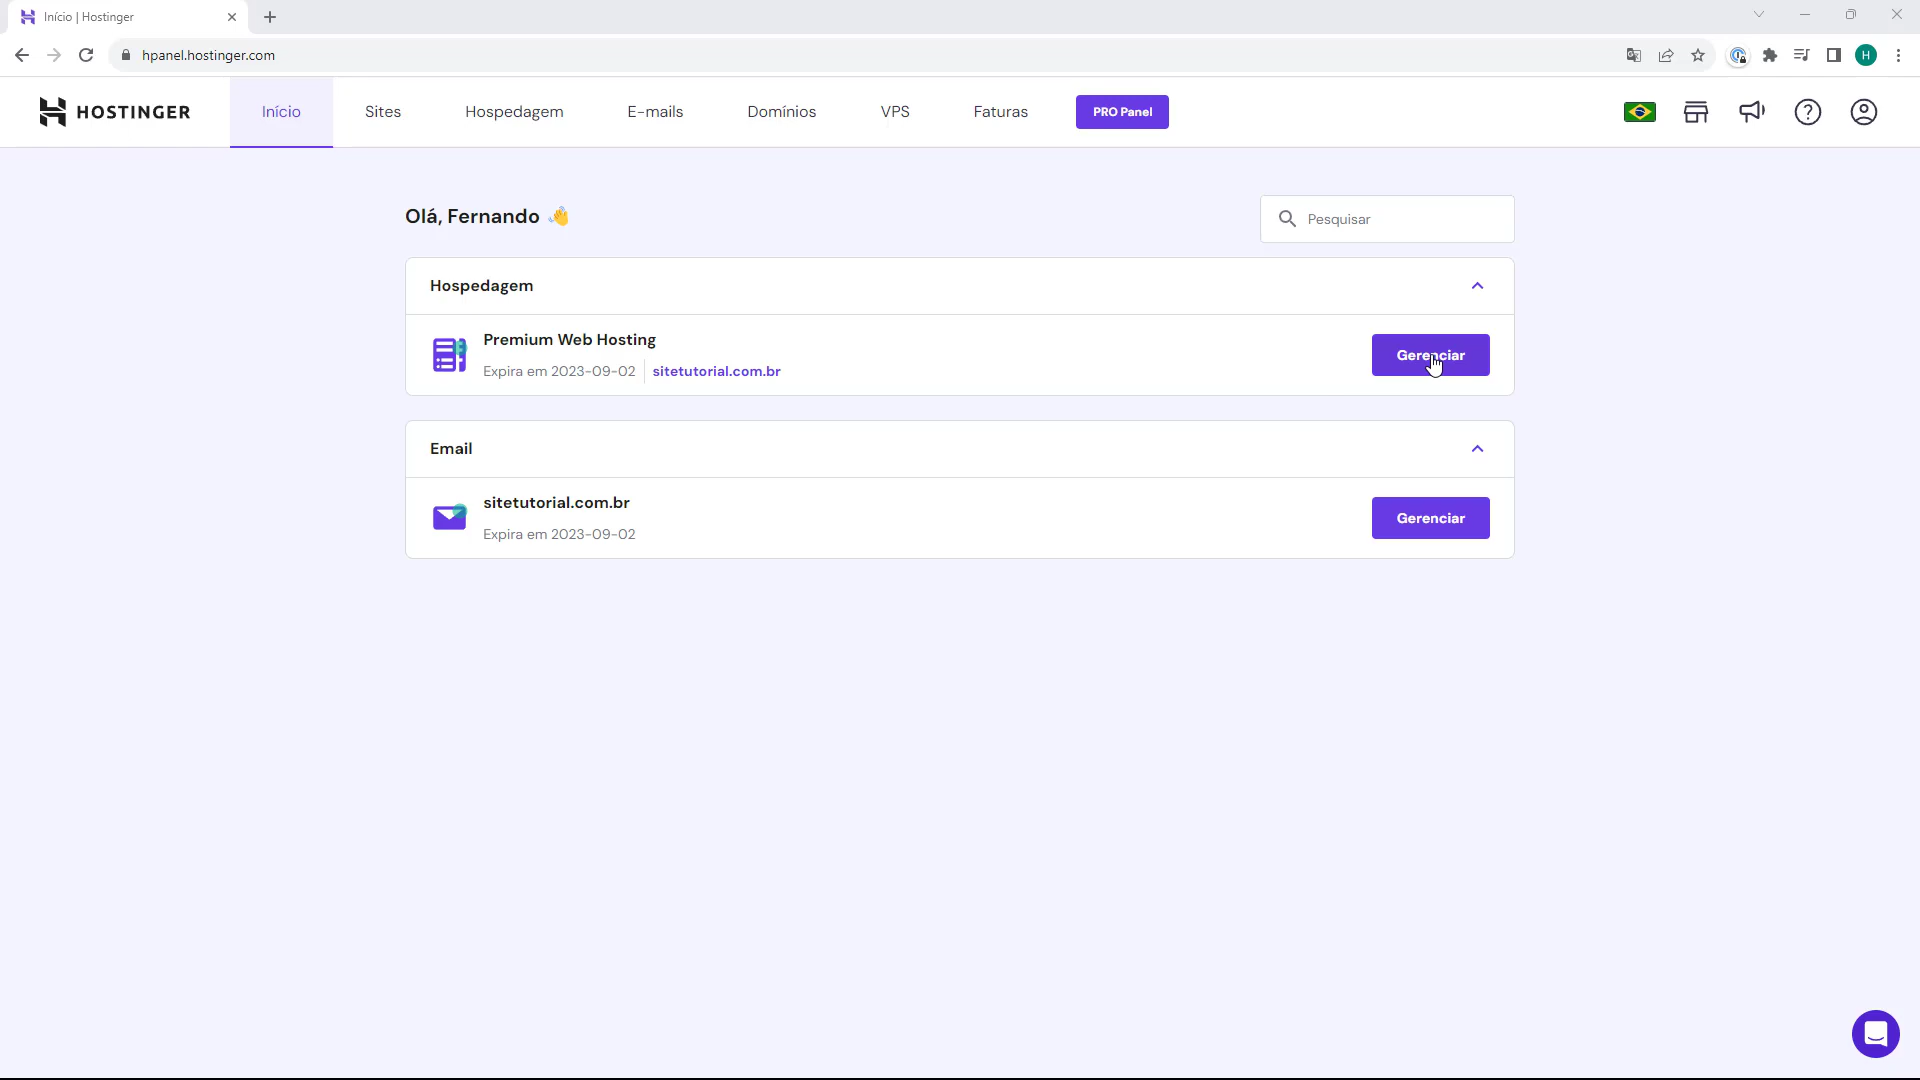 Início | Hostinger
hpanel.hostinger.com
H
HOSTINGER
Início
Sites
Hospedagem
E-mails
Domínios
VPS
Faturas
PRO Panel
Olá, Fernando 👋
Pesquisar
Hospedagem
Premium Web Hosting
Expira em 2023-09-02
sitetutorial.com.br
Gerenciar
Email
sitetutorial.com.br
Expira em 2023-09-02
Gerenciar